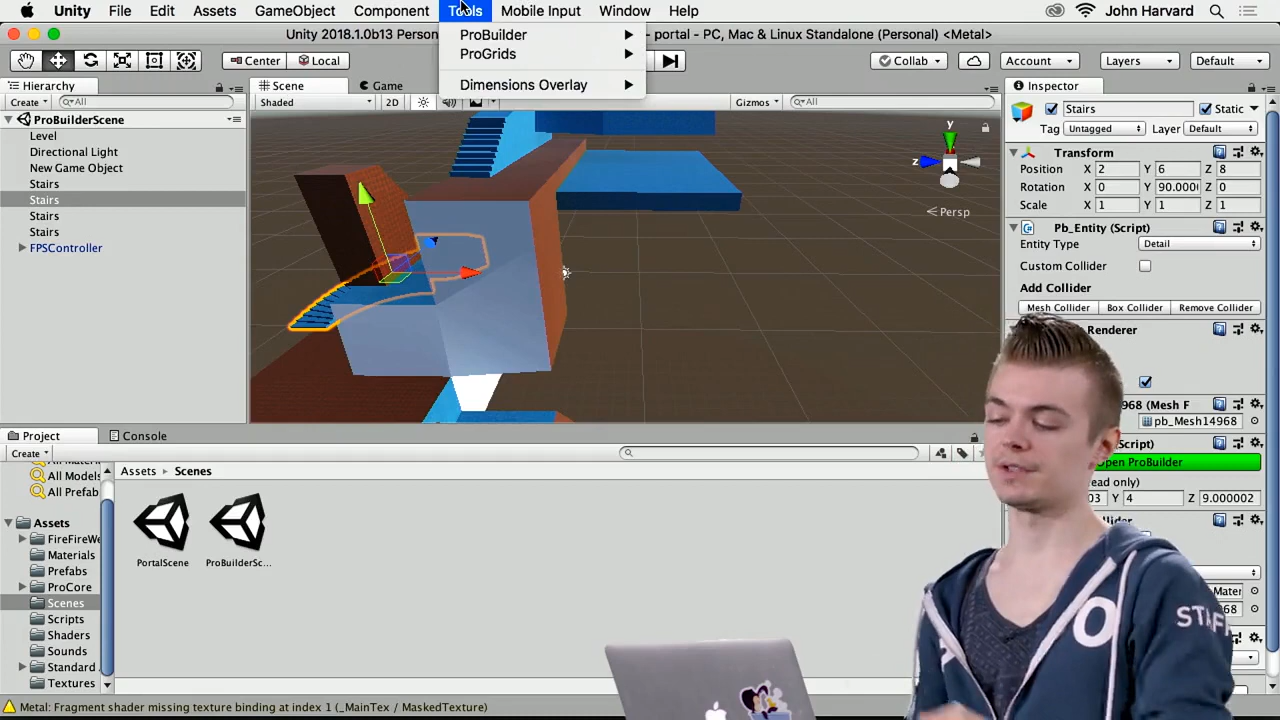 Unity File Edit Assets GameObject Component Tools Mobile Input Window Help John Harvard
Unity 2018.1.0b13 Person
- portal - PC, Mac & Linux Standalone (Personal) <Metal>
ProBuilder
ProGrids
Dimensions Overlay
Center Local Collab Account Layers Default
Hierarchy
Create All
ProBuilderScene
Level
Directional Light
New Game Object
Stairs
Stairs
Stairs
Stairs
FPSController
Scene Game
Shaded 2D Gizmos All
y
z
Persp
Inspector
Stairs Static
Tag Untagged Layer Default
Transform
Position X 2 Y 6 Z 8
Rotation X 0 Y 90.000 Z 0
Scale X 1 Y 1 Z 1
Pb_Entity (Script)
Entity Type Detail
Custom Collider
Add Collider
Mesh Collider Box Collider Remove Collider
Renderer
968 (Mesh F
pb_Mesh14968
Script)
Open ProBuilder
ead only)
03 Y 4 Z 9.000002
llider
Mater
968
Project Console
Create
All Models
All Prefab
Assets
FireFireWe
Materials
Prefabs
ProCore
Scenes
Scripts
Shaders
Sounds
Standard
Textures
Assets Scenes
PortalScene ProBuilderSc...
STAFF
Metal: Fragment shader missing texture binding at index 1 (_MainTex / MaskedTexture)